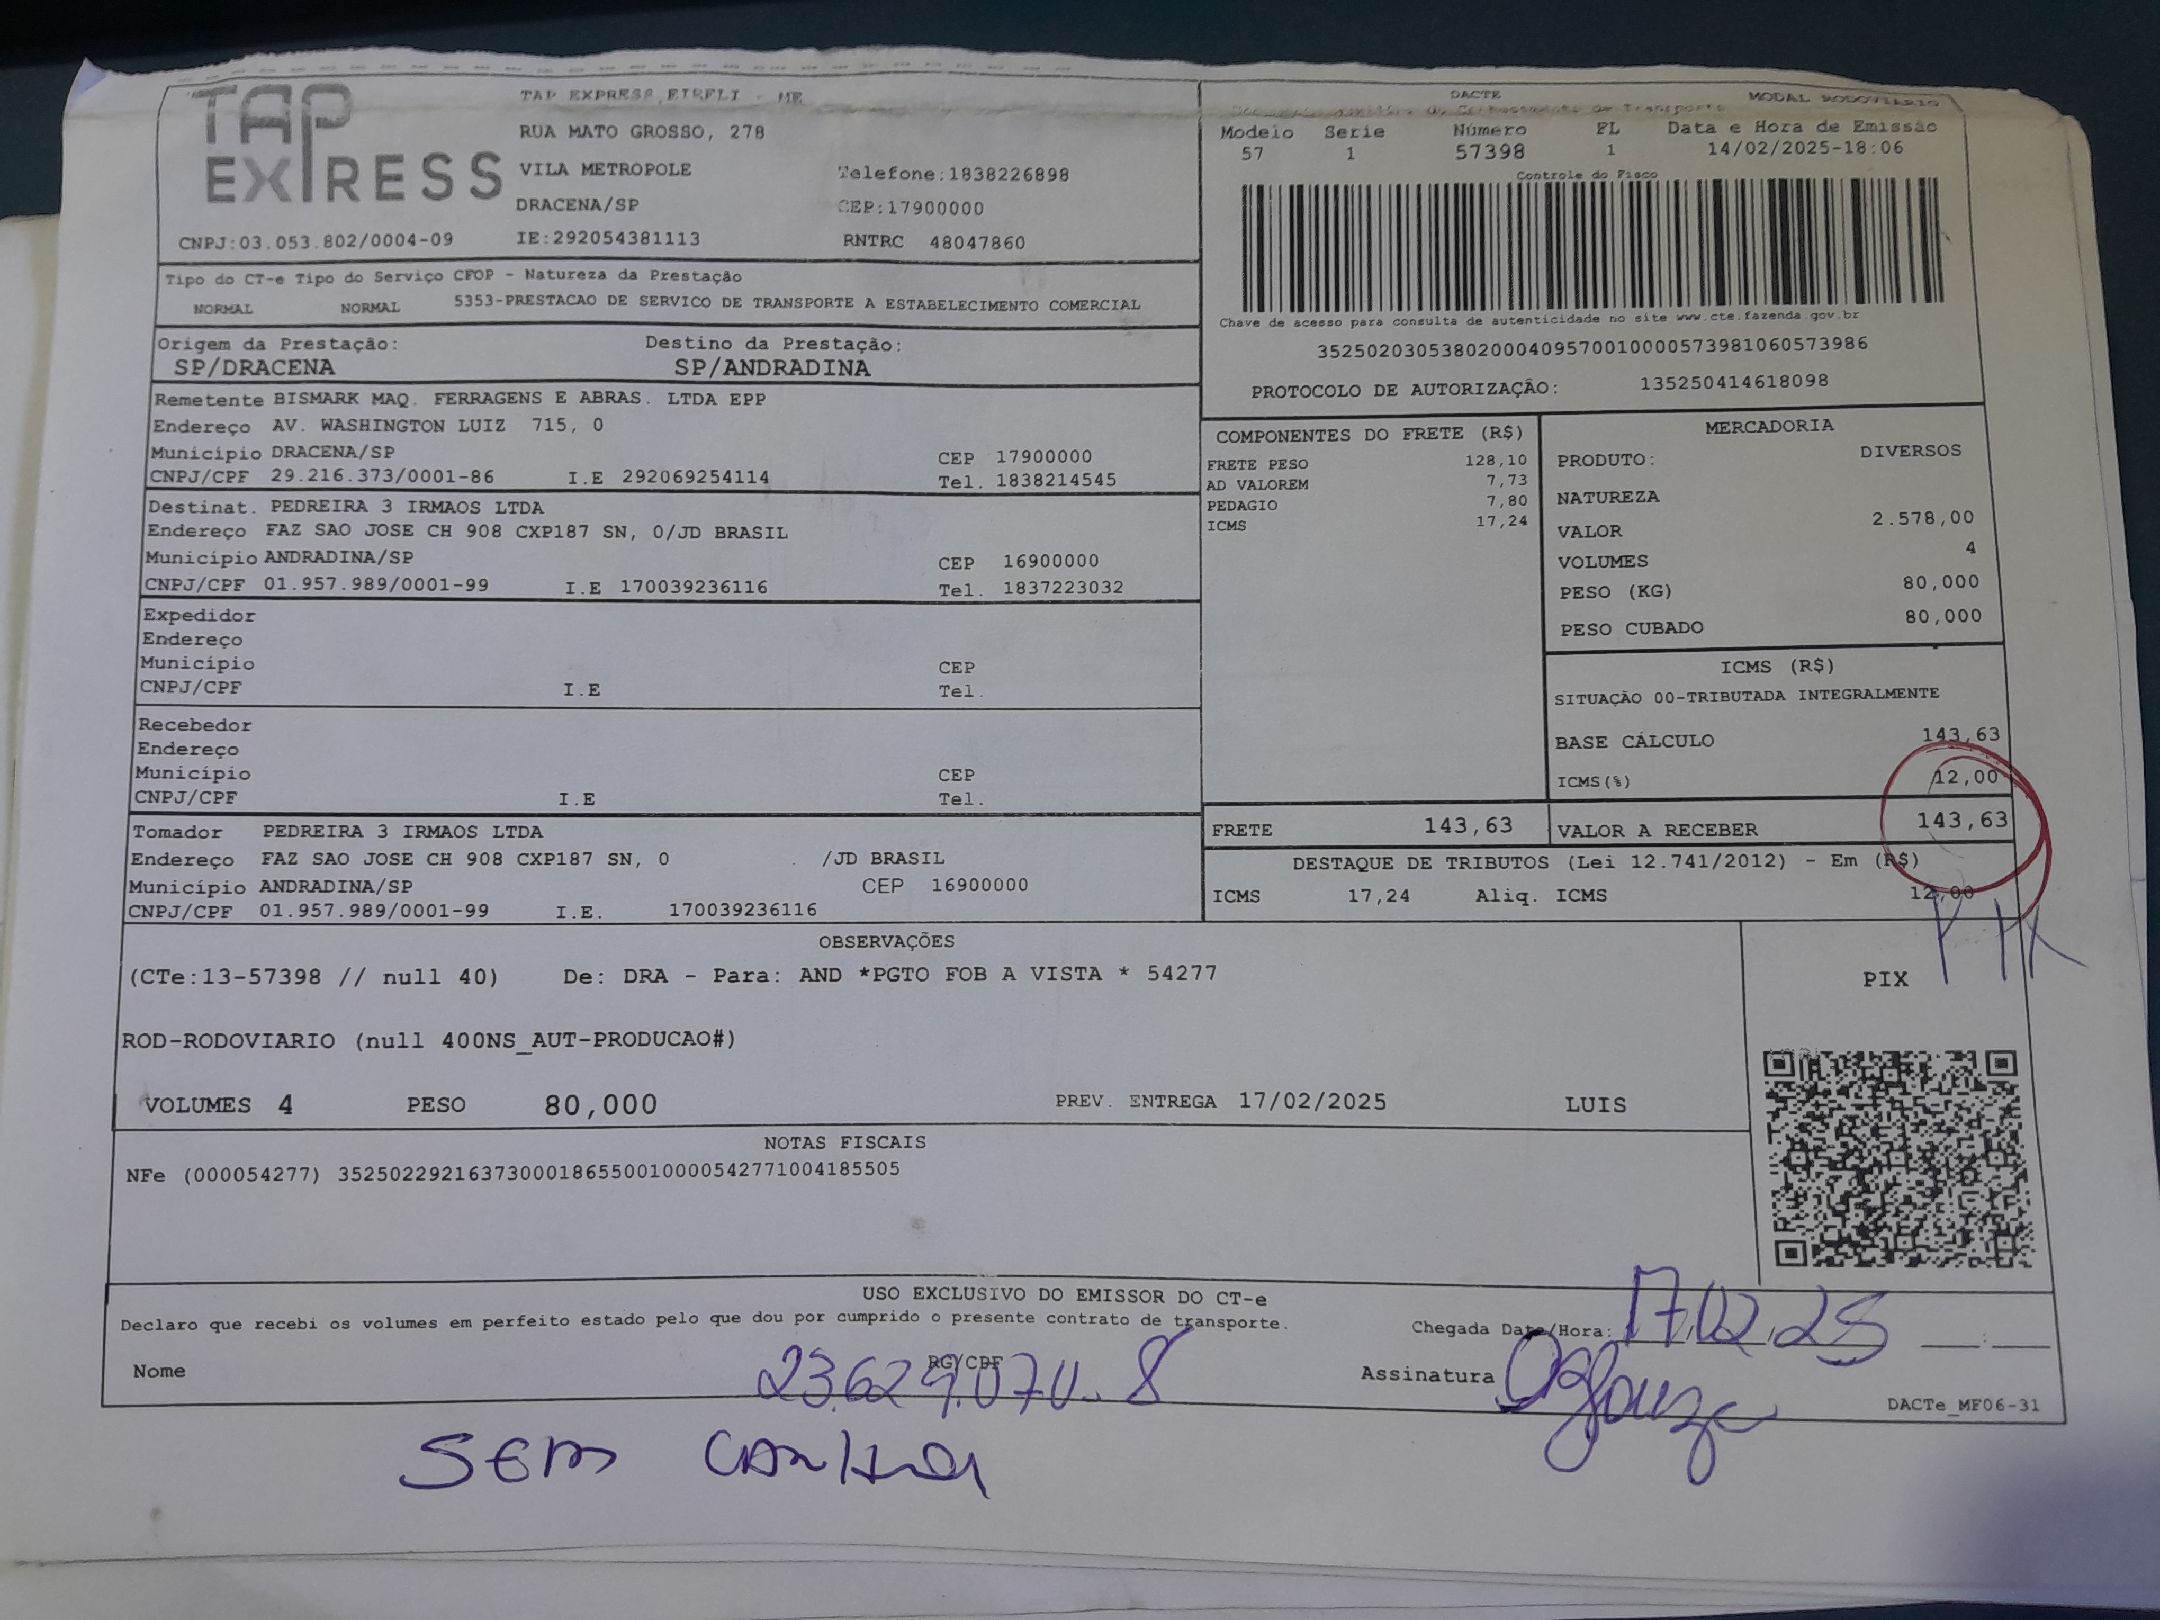 TAP EXPRESS
TAP EXPRESS EIRELI - ME
RUA MATO GROSSO, 278
VILA METROPOLE Telefone:1838226898
DRACENA/SP CEP:17900000
CNPJ:03.053.802/0004-09 IE:292054381113 RNTRC 48047860
DACTE MODAL RODOVIARIO
Modelo Serie Número FL Data e Hora de Emissão
57 1 57398 1 14/02/2025-18:06
Controle do Fisco
Chave de acesso para consulta de autenticidade no site www.cte.fazenda.gov.br
35250203053802000409570010000573981060573986
PROTOCOLO DE AUTORIZAÇÃO: 135250414618098
Tipo do CT-e Tipo do Serviço CFOP - Natureza da Prestação
NORMAL NORMAL 5353-PRESTACAO DE SERVICO DE TRANSPORTE A ESTABELECIMENTO COMERCIAL
Origem da Prestação: Destino da Prestação:
SP/DRACENA SP/ANDRADINA
Remetente BISMARK MAQ. FERRAGENS E ABRAS. LTDA EPP
Endereço AV. WASHINGTON LUIZ 715, 0
Município DRACENA/SP CEP 17900000
CNPJ/CPF 29.216.373/0001-86 I.E 292069254114 Tel. 1838214545
Destinat. PEDREIRA 3 IRMAOS LTDA
Endereço FAZ SAO JOSE CH 908 CXP187 SN, 0/JD BRASIL
Município ANDRADINA/SP CEP 16900000
CNPJ/CPF 01.957.989/0001-99 I.E 170039236116 Tel. 1837223032
Expedidor
Endereço
Município CEP
CNPJ/CPF I.E Tel.
Recebedor
Endereço
Município CEP
CNPJ/CPF I.E Tel.
Tomador PEDREIRA 3 IRMAOS LTDA
Endereço FAZ SAO JOSE CH 908 CXP187 SN, 0 /JD BRASIL
Município ANDRADINA/SP CEP 16900000
CNPJ/CPF 01.957.989/0001-99 I.E. 170039236116
COMPONENTES DO FRETE (R$)
FRETE PESO 128,10
AD VALOREM 7,73
PEDAGIO 7,80
ICMS 17,24
MERCADORIA
PRODUTO: DIVERSOS
NATUREZA
VALOR 2.578,00
VOLUMES 4
PESO (KG) 80,000
PESO CUBADO 80,000
ICMS (R$)
SITUAÇÃO 00-TRIBUTADA INTEGRALMENTE
BASE CÁLCULO 143,63
ICMS(%) 12,00
FRETE 143,63 VALOR A RECEBER 143,63
DESTAQUE DE TRIBUTOS (Lei 12.741/2012) - Em (R$)
ICMS 17,24 Aliq. ICMS 12,00
OBSERVAÇÕES
(CTe:13-57398 // null 40) De: DRA - Para: AND *PGTO FOB A VISTA * 54277
ROD-RODOVIARIO (null 400NS_AUT-PRODUCAO#)
VOLUMES 4 PESO 80,000 PREV. ENTREGA 17/02/2025 LUIS
PIX
NOTAS FISCAIS
NFe (000054277) 35250229216373000186550010000542771004185505
USO EXCLUSIVO DO EMISSOR DO CT-e
Declaro que recebi os volumes em perfeito estado pelo que dou por cumprido o presente contrato de transporte.
Chegada Date/Hora: 17,02,25
Nome RG/CPF Assinatura
DACTe_MF06-31
SEM